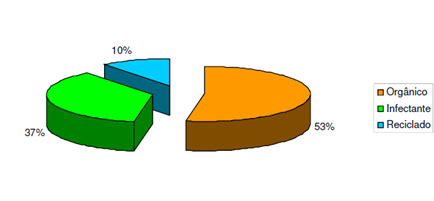 10%
37%
53%
Orgânico
Infectante
Reciclado